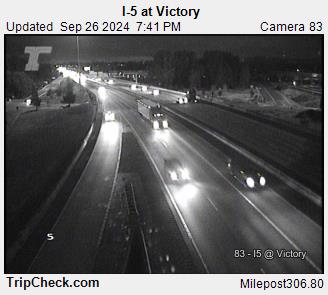 I-5 at Victory
Updated Sep 26 2024 7:41 PM Camera 83
T
S
83 - I5 @ Victory
TripCheck.com Milepost306.80